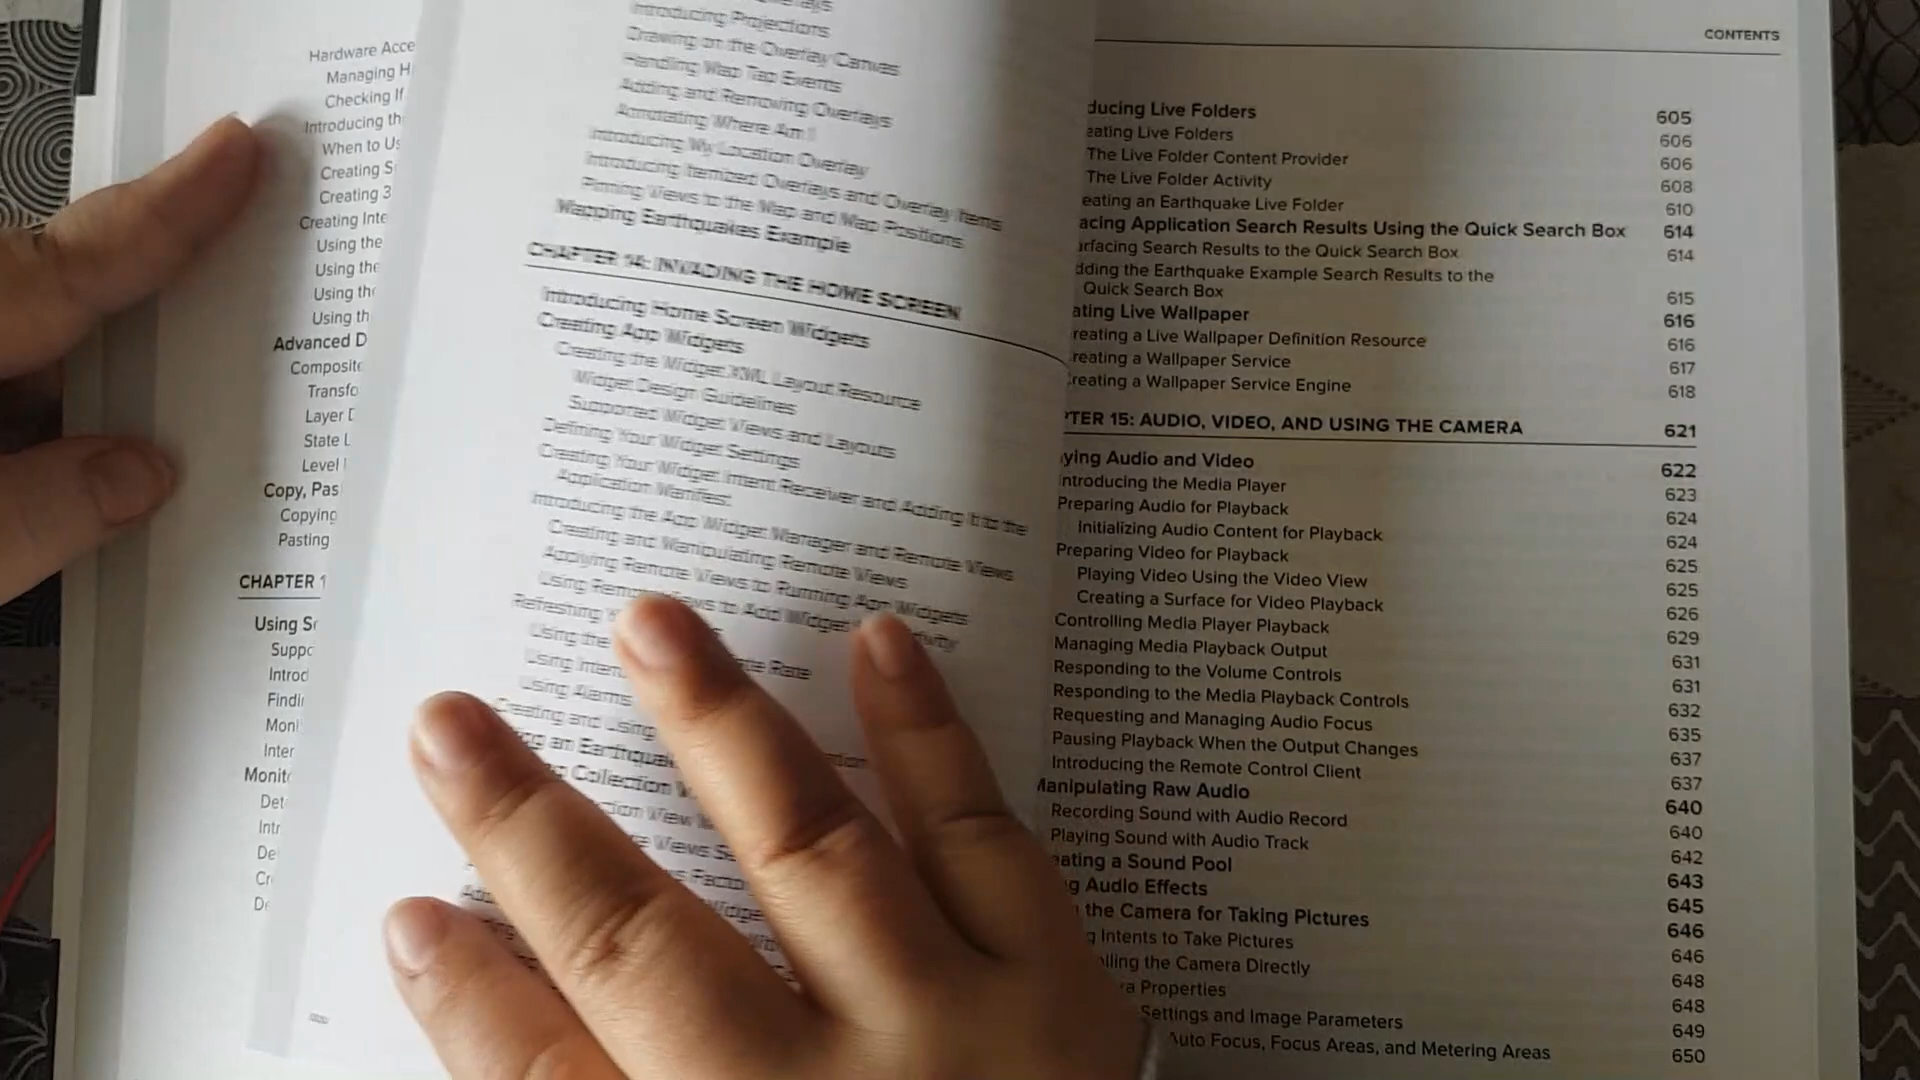 Hardware Acce
Managing H
Checking If
Introducing th
When to Us
Creating S
Creating 3
Creating Inte
Using the
Using the
Using the
Using th
Advanced D
Composite
Transfo
Layer D
State L
Level
Copy, Pas
Copying
Pasting
CHAPTER 1
Using Se
Suppo
Introd
Findi
Moni
Inter
Monito
Det
Intr
De
Cr
De
Introducing Projections
Drawing on the Overlay Canvas
Handling Map Tap Events
Adding and Removing Overlays
Annotating Where Am I
Introducing My Location Overlay
Introducing Itemized Overlays and Overlay Items
Pinning Views to the Map and Map Positions
Mapping Earthquakes Example
CHAPTER 14: INVADING THE HOME SCREEN
Introducing Home Screen Widgets
Creating App Widgets
Creating the Widget XML Layout Resource
Widget Design Guidelines
Supported Widget Views and Layouts
Defining Your Widget Settings
Creating Your Widget Intent Receiver and Adding It to the
Application Manifest
Introducing the App Widget Manager and Remote Views
Creating and Manipulating Remote Views
Applying Remote Views to Running App Widgets
Using Remote Views to Add Widget
Refreshing
Using the Rate
Using Inten
Using Alarms
Creating and Using
an Earthquak
Collection
CONTENTS
ducing Live Folders 605
eating Live Folders 606
The Live Folder Content Provider 606
The Live Folder Activity 608
eating an Earthquake Live Folder 610
acing Application Search Results Using the Quick Search Box 614
urfacing Search Results to the Quick Search Box 614
dding the Earthquake Example Search Results to the
Quick Search Box 615
ating Live Wallpaper 616
reating a Live Wallpaper Definition Resource 616
reating a Wallpaper Service 617
reating a Wallpaper Service Engine 618
PTER 15: AUDIO, VIDEO, AND USING THE CAMERA 621
ying Audio and Video 622
Introducing the Media Player 623
Preparing Audio for Playback 624
Initializing Audio Content for Playback 624
Preparing Video for Playback 625
Playing Video Using the Video View 625
Creating a Surface for Video Playback 626
Controlling Media Player Playback 629
Managing Media Playback Output 631
Responding to the Volume Controls 631
Responding to the Media Playback Controls 632
Requesting and Managing Audio Focus 635
Pausing Playback When the Output Changes 637
Introducing the Remote Control Client 637
Manipulating Raw Audio 640
Recording Sound with Audio Record 640
Playing Sound with Audio Track 642
eating a Sound Pool 643
g Audio Effects 645
the Camera for Taking Pictures 646
g Intents to Take Pictures 646
lling the Camera Directly 648
ra Properties 648
Settings and Image Parameters 649
Auto Focus, Focus Areas, and Metering Areas 650